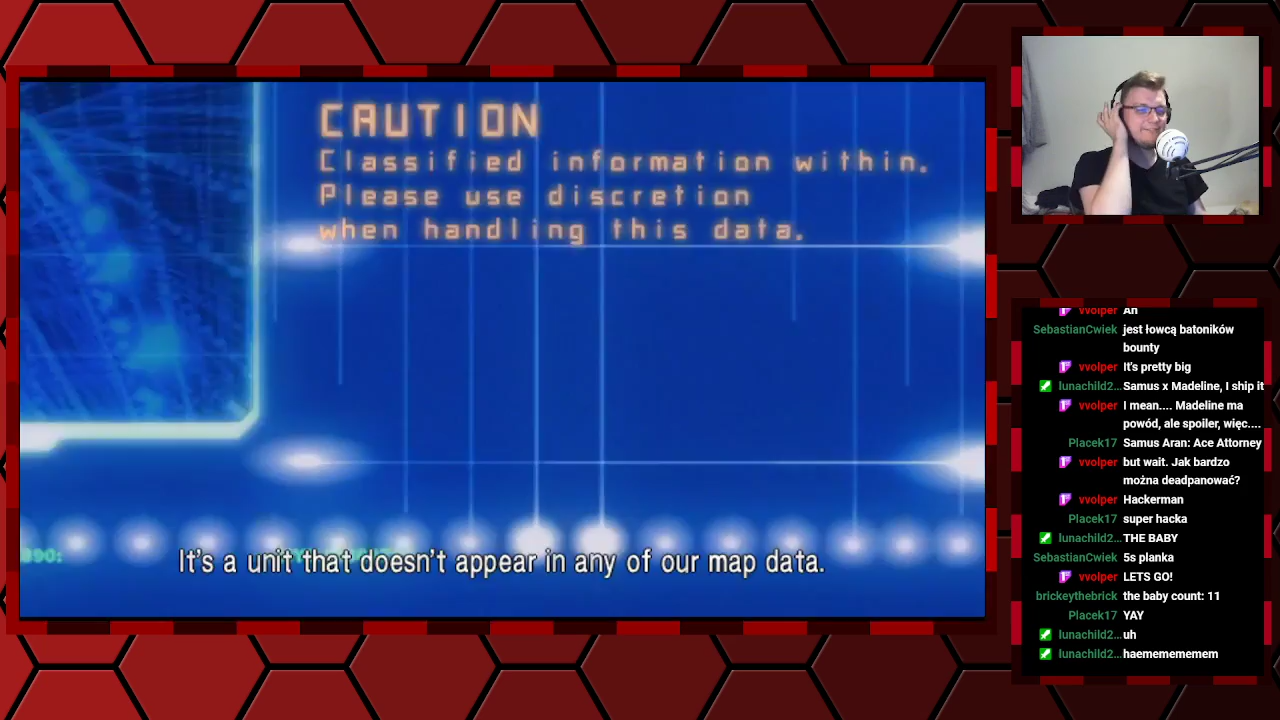 CAUTION
Classified information within.
Please use discretion
when handling this data.
It's a unit that doesn't appear in any of our map data.
vvolper An
SebastianCwiek jest łowcą batoników
bounty
vvolper It's pretty big
lunachild2... Samus x Madeline, I ship it
vvolper I mean.... Madeline ma
powód, ale spoiler, więc....
Placek17 Samus Aran: Ace Attorney
vvolper but wait. Jak bardzo
można deadpanować?
vvolper Hackerman
Placek17 super hacka
lunachild2... THE BABY
SebastianCwiek 5s planka
vvolper LETS GO!
brickeythebrick the baby count: 11
Placek17 YAY
lunachild2... uh
lunachild2... haemememememem